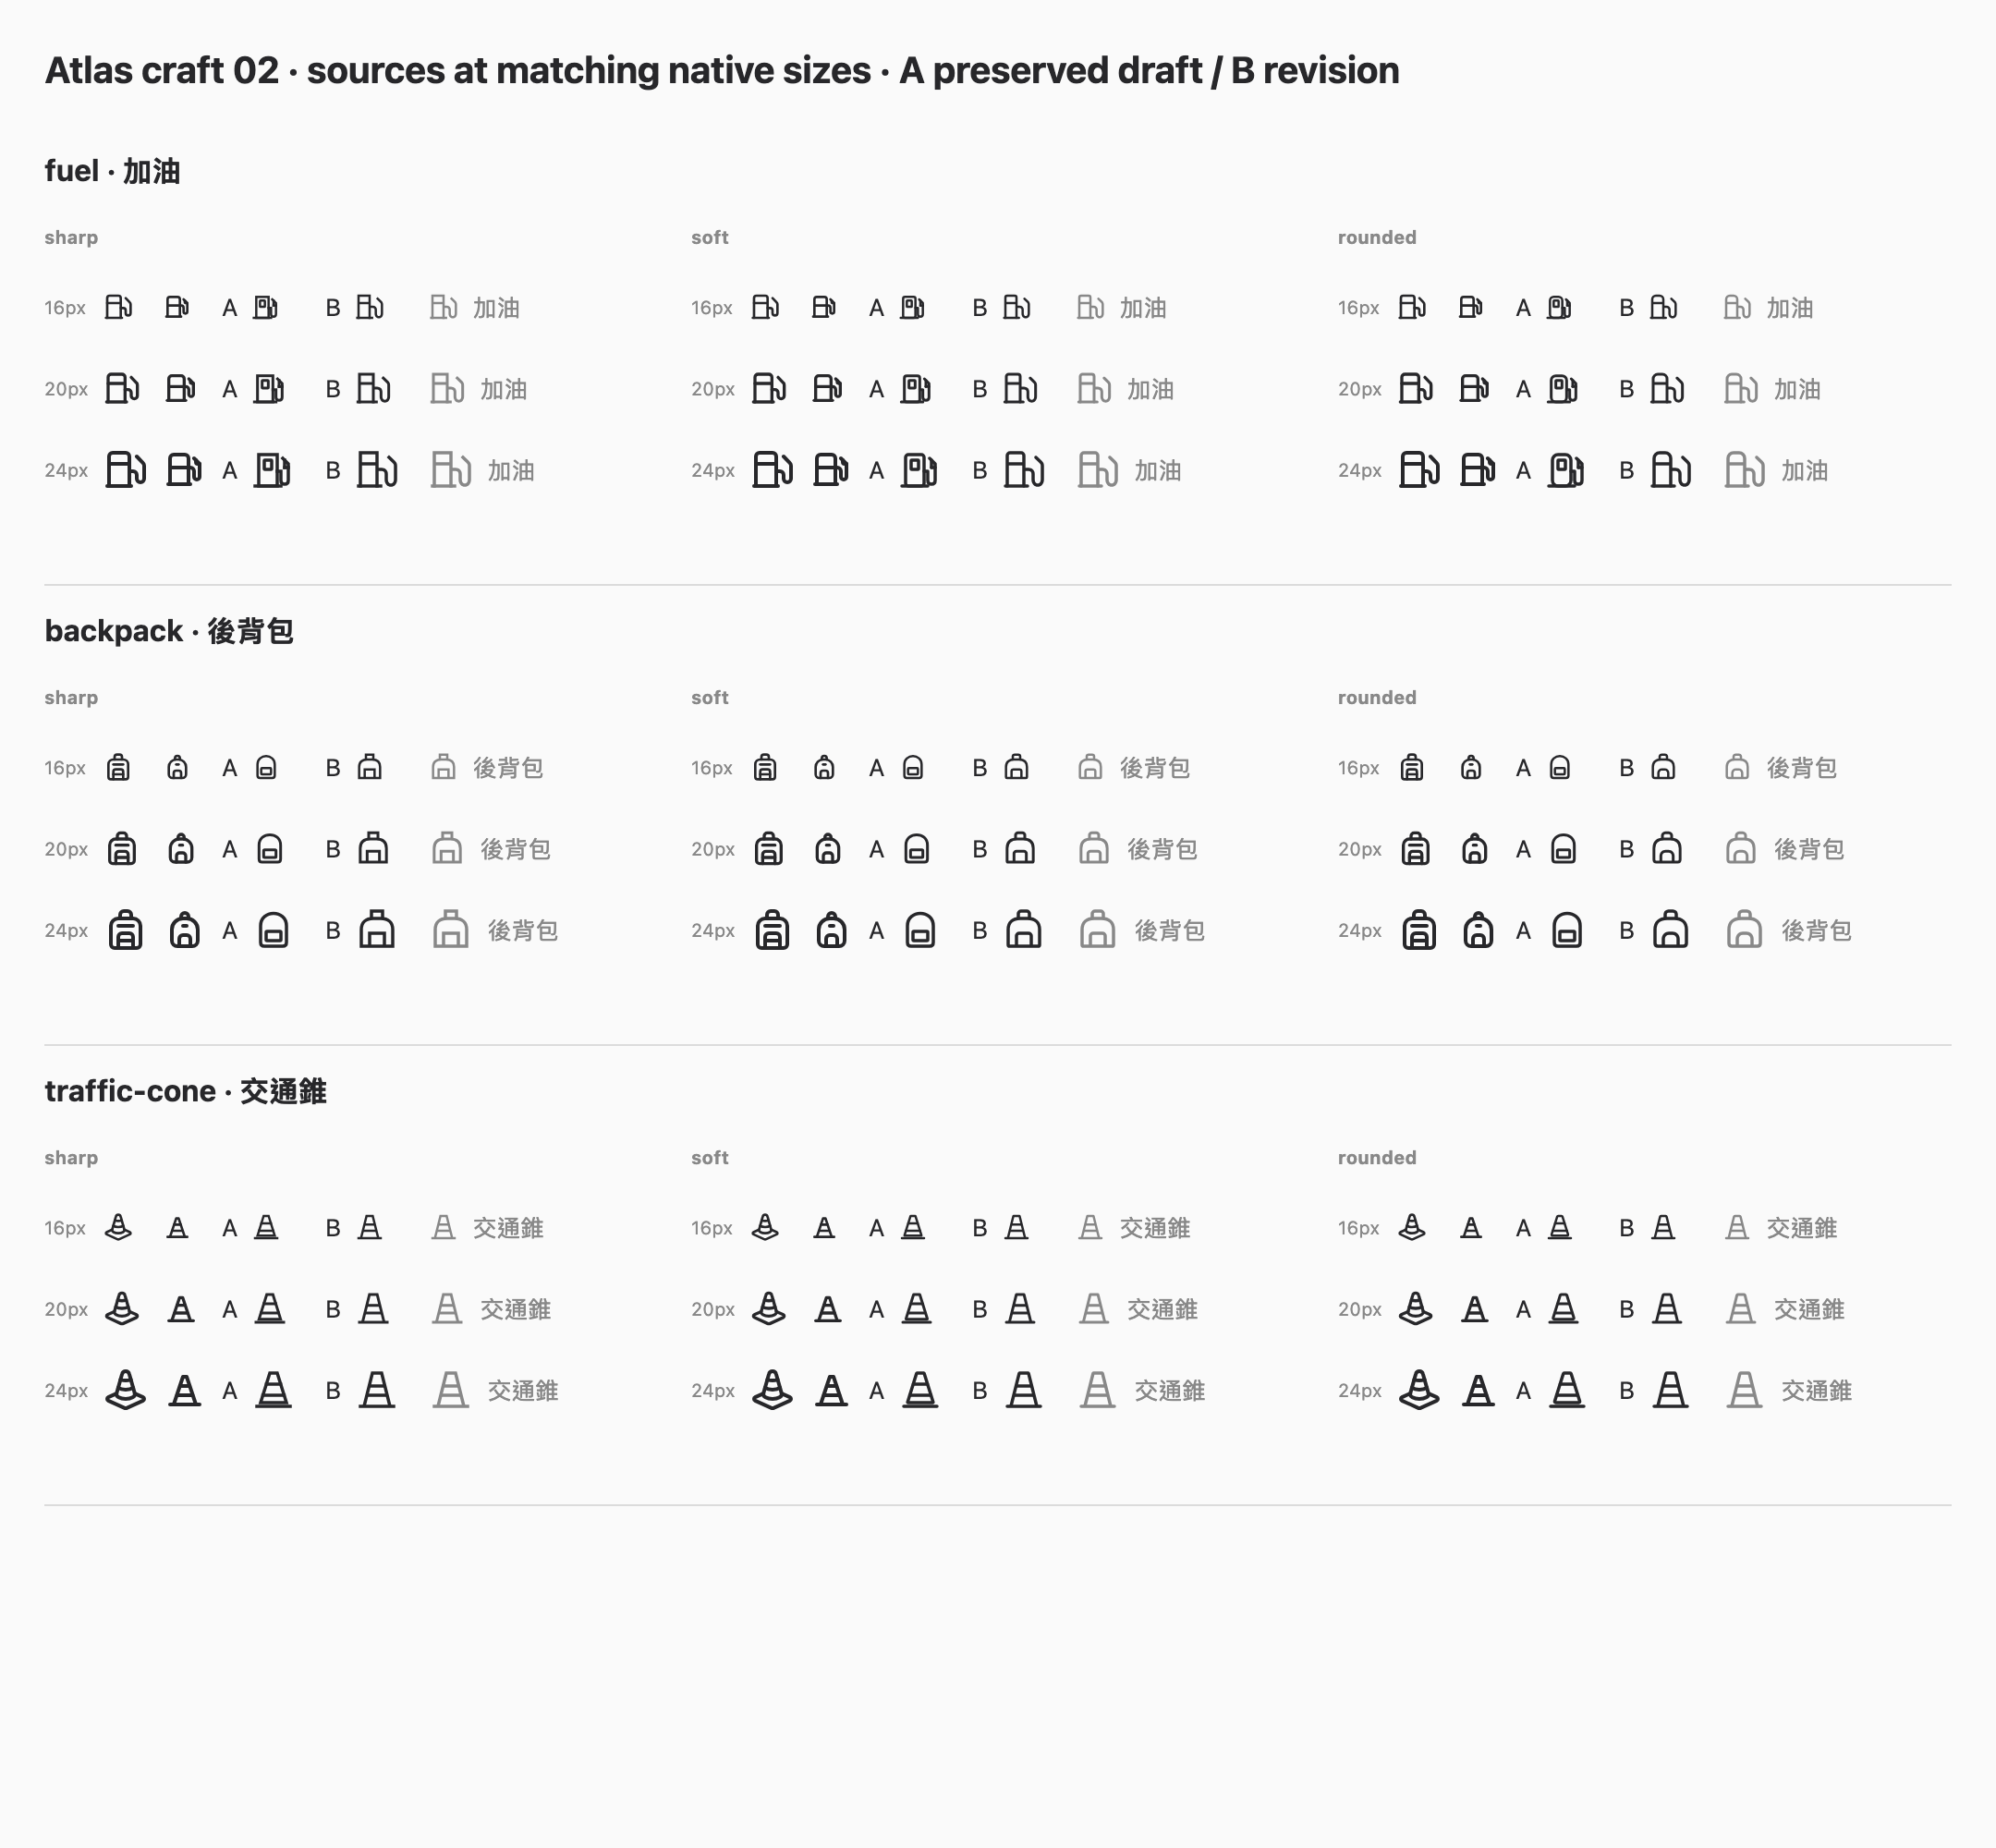 Atlas craft 02 · sources at matching native sizes · A preserved draft / B revision
fuel · 加油
sharp soft rounded
16px A B 加油 16px A B 加油 16px A B 加油
20px A B 加油 20px A B 加油 20px A B 加油
24px A B 加油 24px A B 加油 24px A B 加油
backpack · 後背包
sharp soft rounded
16px A B 後背包 16px A B 後背包 16px A B 後背包
20px A B 後背包 20px A B 後背包 20px A B 後背包
24px A B 後背包 24px A B 後背包 24px A B 後背包
traffic-cone · 交通錐
sharp soft rounded
16px A B 交通錐 16px A B 交通錐 16px A B 交通錐
20px A B 交通錐 20px A B 交通錐 20px A B 交通錐
24px A B 交通錐 24px A B 交通錐 24px A B 交通錐